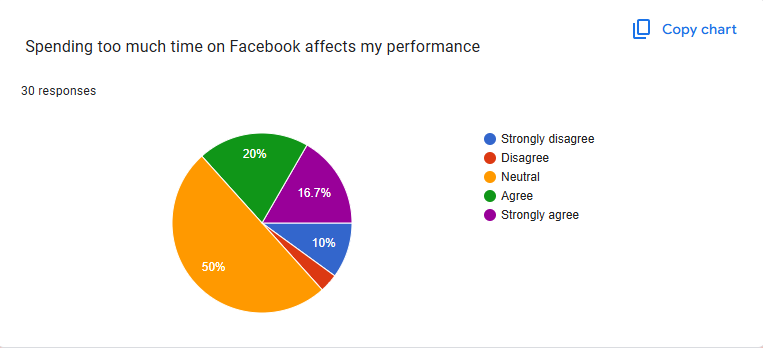 Copy chart
Spending too much time on Facebook affects my performance
30 responses
20%
16.7%
10%
50%
Strongly disagree
Disagree
Neutral
Agree
Strongly agree